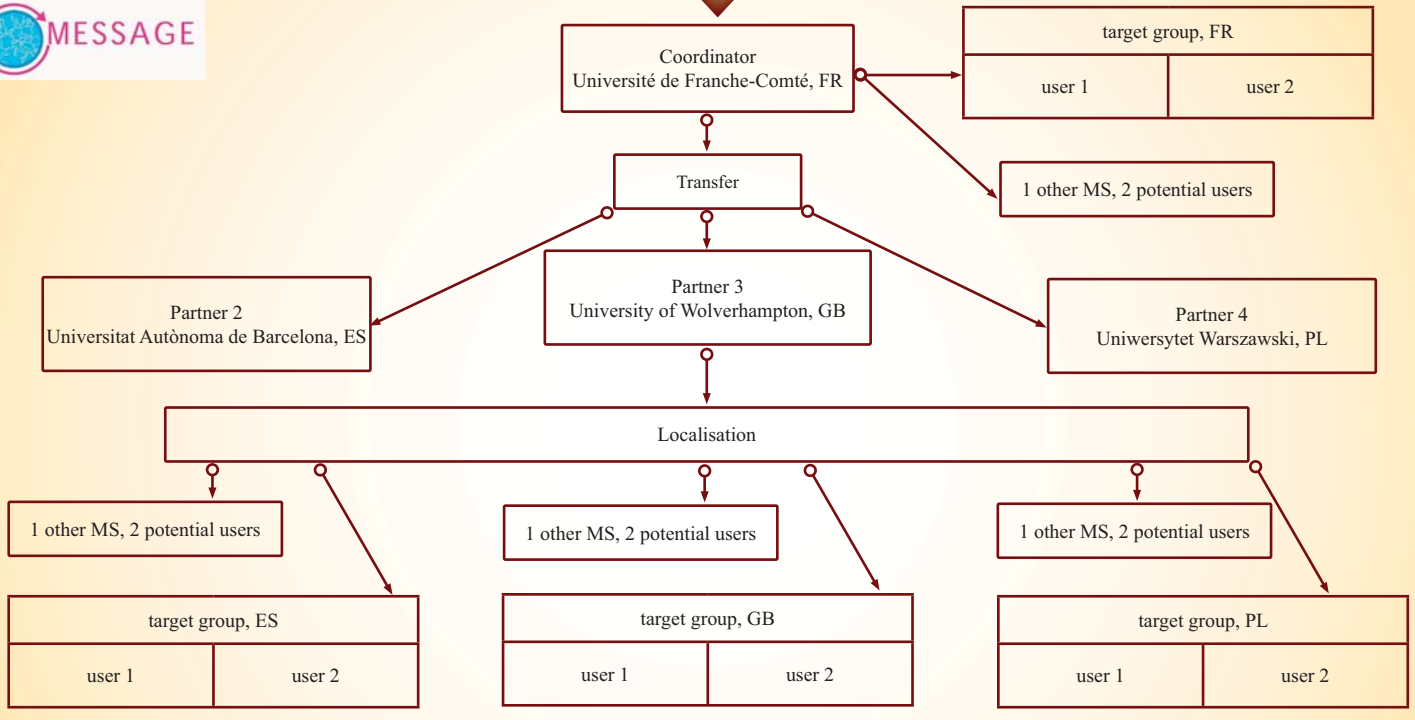 MESSAGE
Coordinator
Université de Franche-Comté, FR
target group, FR
user 1
user 2
1 other MS, 2 potential users
Transfer
Partner 2
Universitat Autònoma de Barcelona, ES
Partner 3
University of Wolverhampton, GB
Partner 4
Uniwersytet Warszawski, PL
Localisation
1 other MS, 2 potential users
1 other MS, 2 potential users
1 other MS, 2 potential users
target group, ES
user 1
user 2
target group, GB
user 1
user 2
target group, PL
user 1
user 2